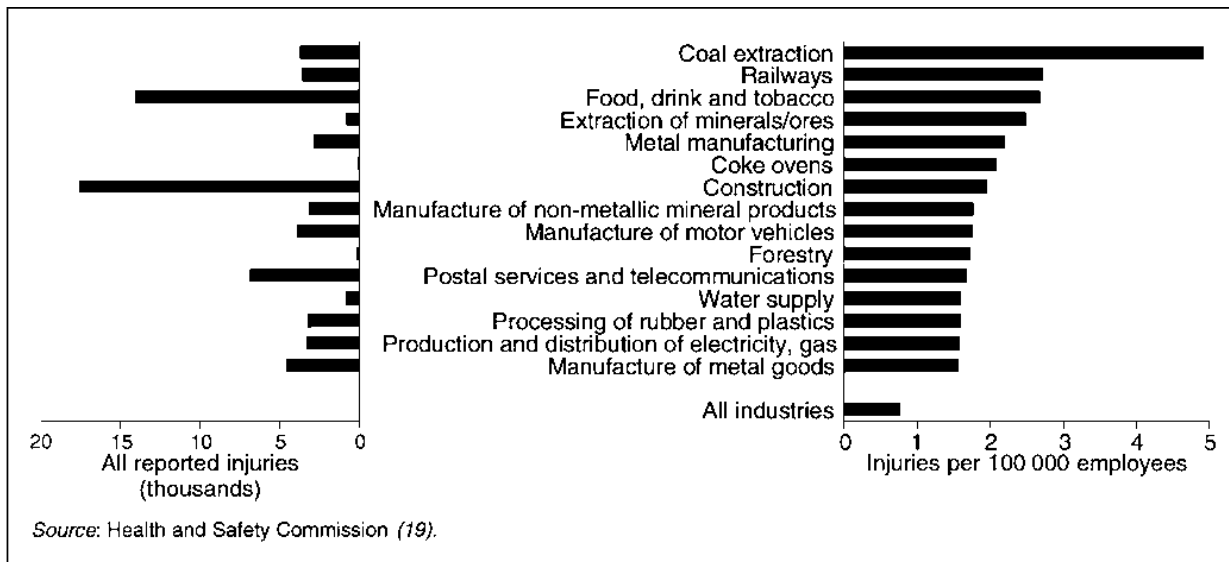 Coal extraction
Railways
Food, drink and tobacco
Extraction of minerals/ores
Metal manufacturing
Coke ovens
Construction
Manufacture of non-metallic mineral products
Manufacture of motor vehicles
Forestry
Postal services and telecommunications
Water supply
Processing of rubber and plastics
Production and distribution of electricity, gas
Manufacture of metal goods
All industries
20 15 10 5 0
All reported injuries
(thousands)
0 1 2 3 4 5
Injuries per 100 000 employees
Source: Health and Safety Commission (19).